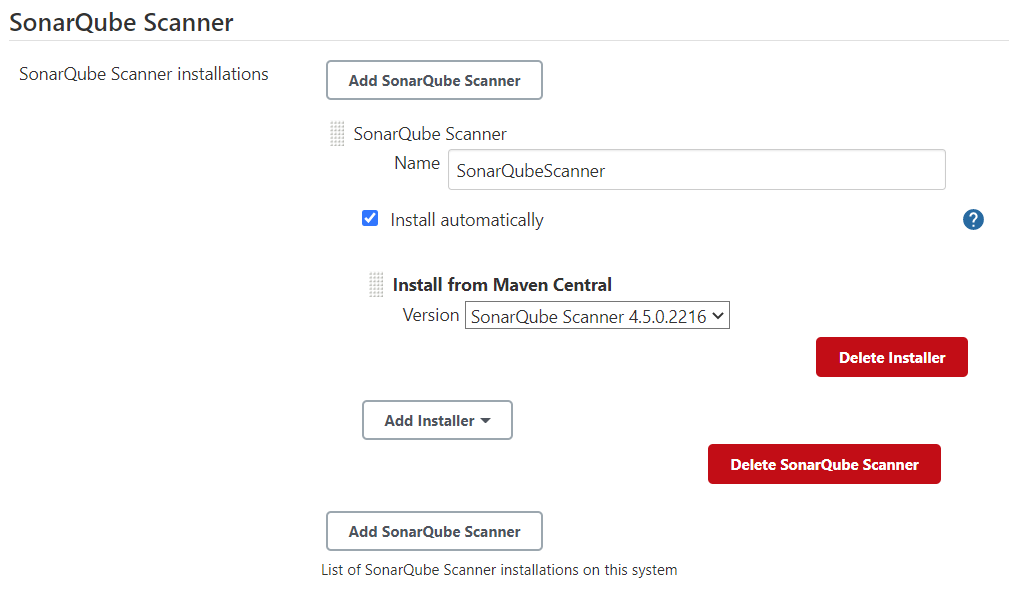 SonarQube Scanner
SonarQube Scanner installations
Add SonarQube Scanner
SonarQube Scanner
Name SonarQubeScanner
Install automatically ?
Install from Maven Central
Version SonarQube Scanner 4.5.0.2216
Delete Installer
Add Installer
Delete SonarQube Scanner
Add SonarQube Scanner
List of SonarQube Scanner installations on this system